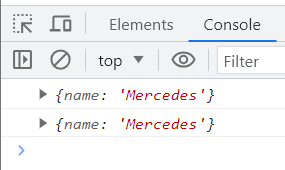 Elements Console
top Filter
{name: 'Mercedes'}
{name: 'Mercedes'}